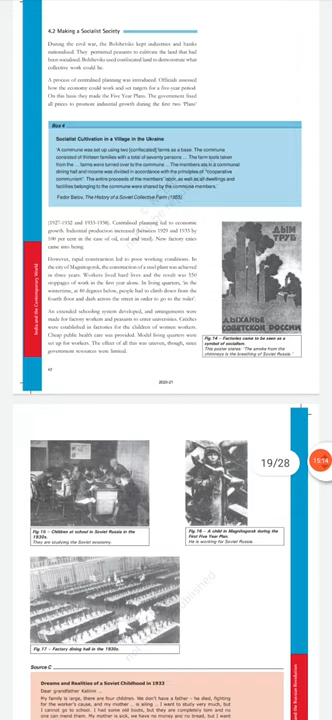 4.2 Making a Socialist Society
During the civil war, the Bolsheviks kept industries and banks
nationalised. They permitted peasants to cultivate the land that had
been socialised. Bolsheviks used confiscated land to demonstrate what
collective work could be.
A process of centralised planning was introduced. Officials assessed
how the economy could work and set targets for a five-year period.
On this basis they made the Five Year Plans. The government fixed
all prices to promote industrial growth during the first two 'Plans'
Box 4
Socialist Cultivation in a Village in the Ukraine
'A commune was set up using two [confiscated] farms as a base. The commune
consisted of thirteen families with a total of seventy persons ... The farm tools taken
from the ... farms were turned over to the commune ... The members ate in a communal
dining hall and income was divided in accordance with the principles of "cooperative
communism". The entire proceeds of the members' labor, as well as all dwellings and
facilities belonging to the commune were shared by the commune members.'
Fedor Belov, The History of a Soviet Collective Farm (1955).
(1927-1932 and 1933-1938). Centralised planning led to economic
growth. Industrial production increased (between 1929 and 1933 by
100 per cent in the case of oil, coal and steel). New factory cities
came into being.
However, rapid construction led to poor working conditions. In
the city of Magnitogorsk, the construction of a steel plant was achieved
in three years. Workers lived hard lives and the result was 550
stoppages of work in the first year alone. In living quarters, 'in the
wintertime, at 40 degrees below, people had to climb down from the
fourth floor and dash across the street in order to go to the toilet'.
An extended schooling system developed, and arrangements were
made for factory workers and peasants to enter universities. Crèches
were established in factories for the children of women workers.
Cheap public health care was provided. Model living quarters were
set up for workers. The effect of all this was uneven, though, since
government resources were limited.
India and the Contemporary World
ДЫМ
ТРУБ
ДЫХАНЬЕ
СОВЕТСКОЙ РОССИИ
Fig.14 – Factories came to be seen as a
symbol of socialism.
This poster states: 'The smoke from the
chimneys is the breathing of Soviet Russia.'
42
2020-21
19/28
15:14
Fig.15 – Children at school in Soviet Russia in the
1930s.
They are studying the Soviet economy.
Fig.16 – A child in Magnitogorsk during the
First Five Year Plan.
He is working for Soviet Russia.
Fig.17 – Factory dining hall in the 1930s.
Source C
Dreams and Realities of a Soviet Childhood in 1933
Dear grandfather Kalinin ...
My family is large, there are four children. We don't have a father – he died, fighting
for the worker's cause, and my mother ... is ailing ... I want to study very much, but
I cannot go to school. I had some old boots, but they are completely torn and no
one can mend them. My mother is sick, we have no money and no bread, but I want
and the Russian Revolution